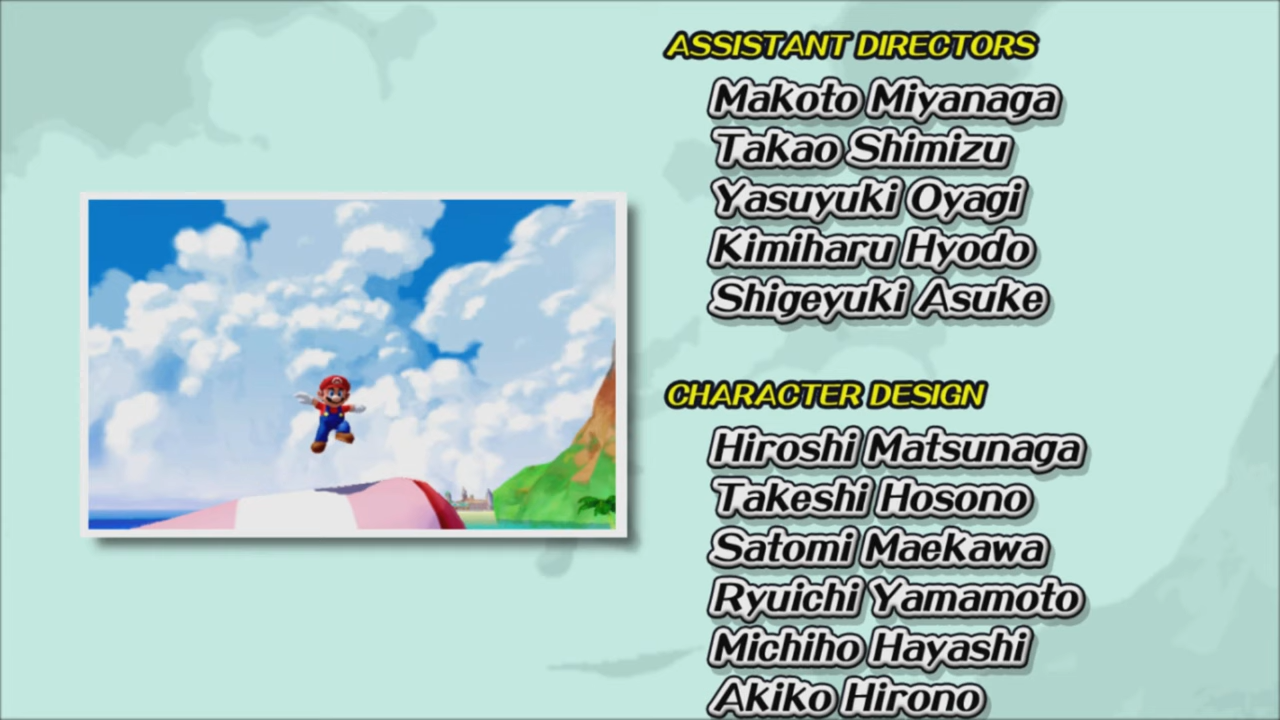 ASSISTANT DIRECTORS
Makoto Miyanaga
Takao Shimizu
Yasuyuki Oyagi
Kimiharu Hyodo
Shigeyuki Asuke
CHARACTER DESIGN
Hiroshi Matsunaga
Takeshi Hosono
Satomi Maekawa
Ryuichi Yamamoto
Michiho Hayashi
Akiko Hirono